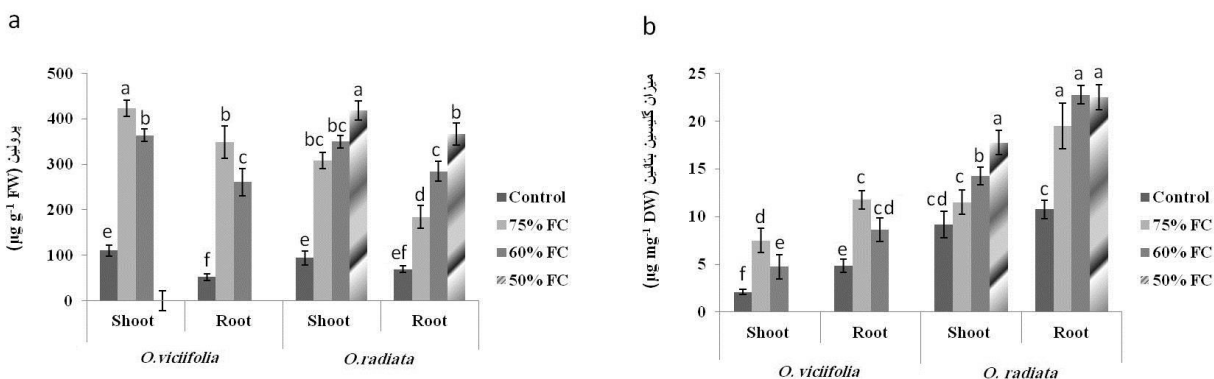 a
پرولین (µg g-1 FW)
500
400
300
200
100
0
e
a
b
f
b
c
e
bc
bc
a
ef
d
c
b
Shoot
Root
Shoot
Root
O.viciifolia
O.radiata
Control
75% FC
60% FC
50% FC
b
میزان گلیسین بتائین (µg mg-1 DW)
25
20
15
10
5
0
f
d
e
e
c
cd
cd
c
b
a
c
a
a
a
Shoot
Root
Shoot
Root
O. viciifolia
O. radiata
Control
75% FC
60% FC
50% FC